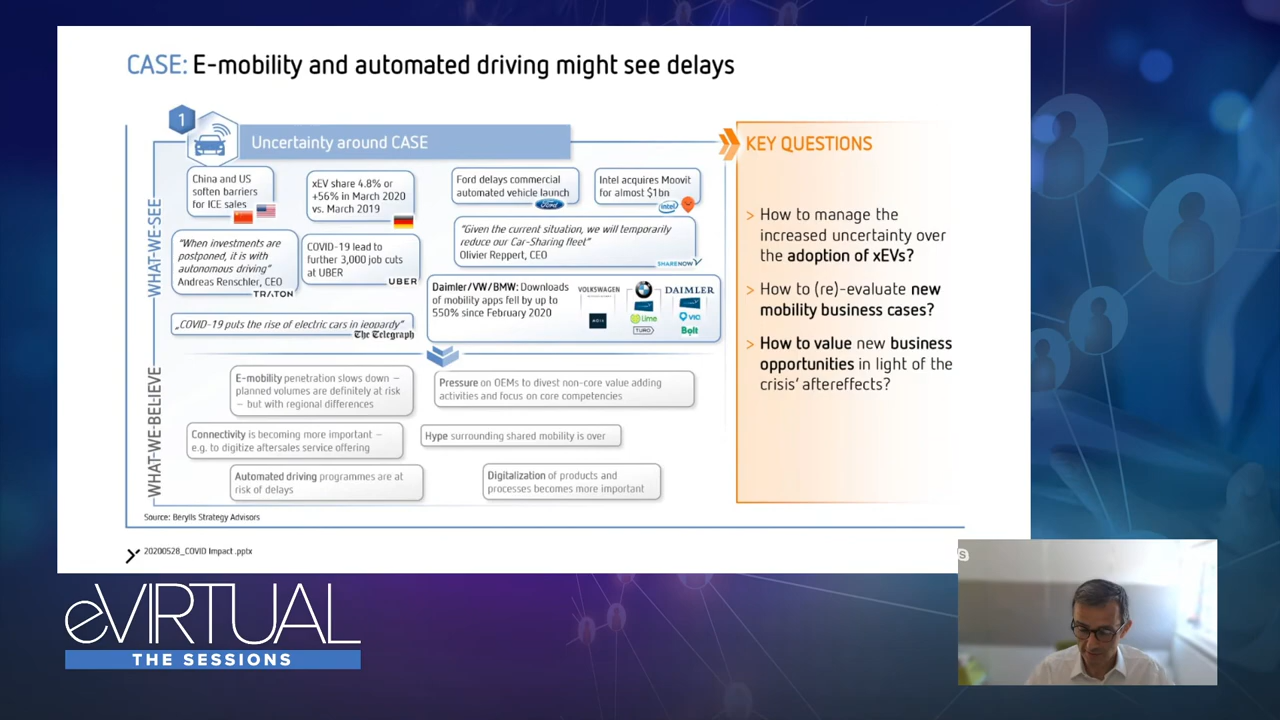 CASE: E-mobility and automated driving might see delays
1
Uncertainty around CASE
WHAT-WE-SEE
China and US
soften barriers
for ICE sales
xEV share 4.8% or
+56% in March 2020
vs. March 2019
Ford delays commercial
automated vehicle launch
Ford
Intel acquires Moovit
for almost $1bn
intel
"When investments are
postponed, it is with
autonomous driving"
Andreas Renschler, CEO
TRATON
COVID-19 lead to
further 3,000 job cuts
at UBER
UBER
"Given the current situation, we will temporarily
reduce our Car-Sharing fleet"
Olivier Reppert, CEO
SHARE NOW
Daimler/VW/BMW: Downloads
of mobility apps fell by up to
550% since February 2020
VOLKSWAGEN
DAIMLER
MOIA
Lime
TURO
VIA
Bolt
„COVID-19 puts the rise of electric cars in jeopardy"
The Telegraph
WHAT-WE-BELIEVE
E-mobility penetration slows down –
planned volumes are definitely at risk
– but with regional differences
Pressure on OEMs to divest non-core value adding
activities and focus on core competencies
Connectivity is becoming more important –
e.g. to digitize aftersales service offering
Hype surrounding shared mobility is over
Automated driving programmes are at
risk of delays
Digitalization of products and
processes becomes more important
KEY QUESTIONS
> How to manage the
increased uncertainty over
the adoption of xEVs?
> How to (re)-evaluate new
mobility business cases?
> How to value new business
opportunities in light of the
crisis' aftereffects?
Source: Berylls Strategy Advisors
20200528_COVID Impact .pptx
eVIRTUAL
THE SESSIONS